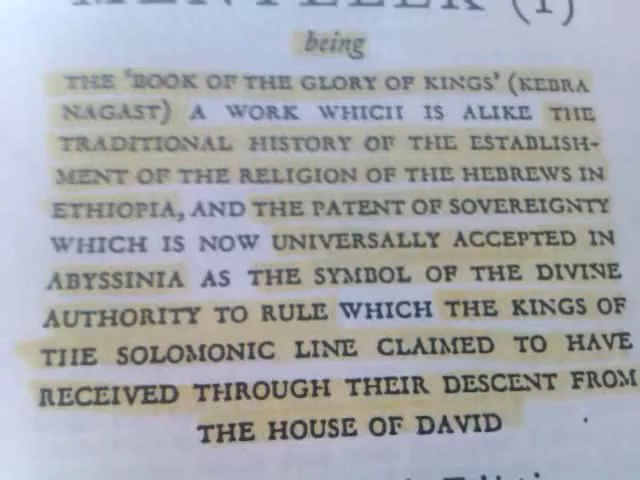 (I)
being
THE 'BOOK OF THE GLORY OF KINGS' (KEBRA
NAGAST) A WORK WHICH IS ALIKE THE
TRADITIONAL HISTORY OF THE ESTABLISH-
MENT OF THE RELIGION OF THE HEBREWS IN
ETHIOPIA, AND THE PATENT OF SOVEREIGNTY
WHICH IS NOW UNIVERSALLY ACCEPTED IN
ABYSSINIA AS THE SYMBOL OF THE DIVINE
AUTHORITY TO RULE WHICH THE KINGS OF
THE SOLOMONIC LINE CLAIMED TO HAVE
RECEIVED THROUGH THEIR DESCENT FROM
THE HOUSE OF DAVID